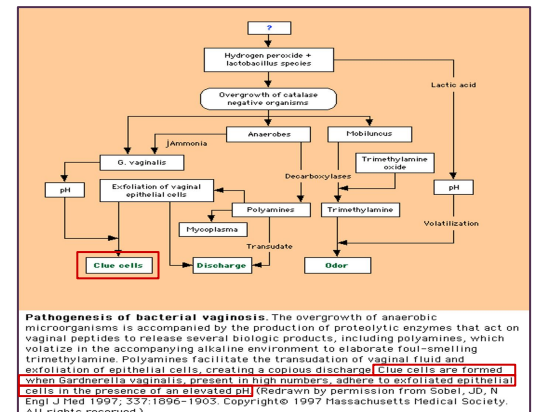 ?
Hydrogen peroxide +
lactobacillus species
Lactic acid
Overgrowth of catalase
negative organisms
Anaerobes
Mobiluncus
jAmmonia
G. vaginalis
Trimethylamine
oxide
Decarboxylases
pH
Exfoliation of vaginal
epithelial cells
pH
Polyamines
Trimethylamine
Mycoplasma
Volatilization
Transudate
Clue cells
Discharge
Odor
Pathogenesis of bacterial vaginosis. The overgrowth of anaerobic
microorganisms is accompanied by the production of proteolytic enzymes that act on
vaginal peptides to release several biologic products, including polyamines, which
volatize in the accompanying alkaline environment to elaborate foul-smelling
trimethylamine. Polyamines facilitate the transudation of vaginal fluid and
exfoliation of epithelial cells, creating a copious discharge. Clue cells are formed
when Gardnerella vaginalis, present in high numbers, adhere to exfoliated epithelial
cells in the presence of an elevated pH. (Redrawn by permission from Sobel, JD, N
Engl J Med 1997; 337:1896-1903. Copyright© 1997 Massachusetts Medical Society.
All rights reserved.)